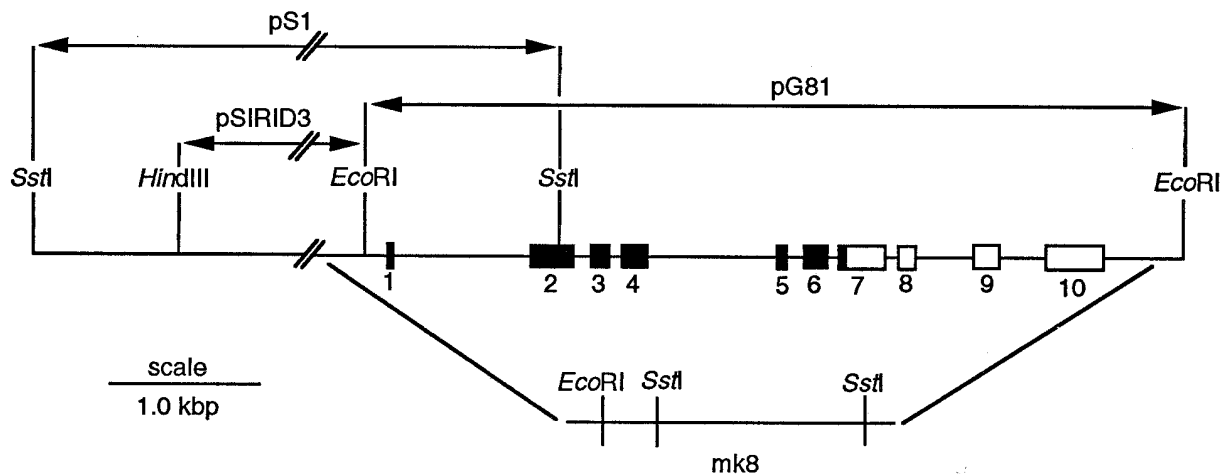 pS1
pG81
pSIRID3
SstI HindIII EcoRI SstI EcoRI
1 2 3 4 5 6 7 8 9 10
scale
1.0 kbp
EcoRI SstI SstI
mk8